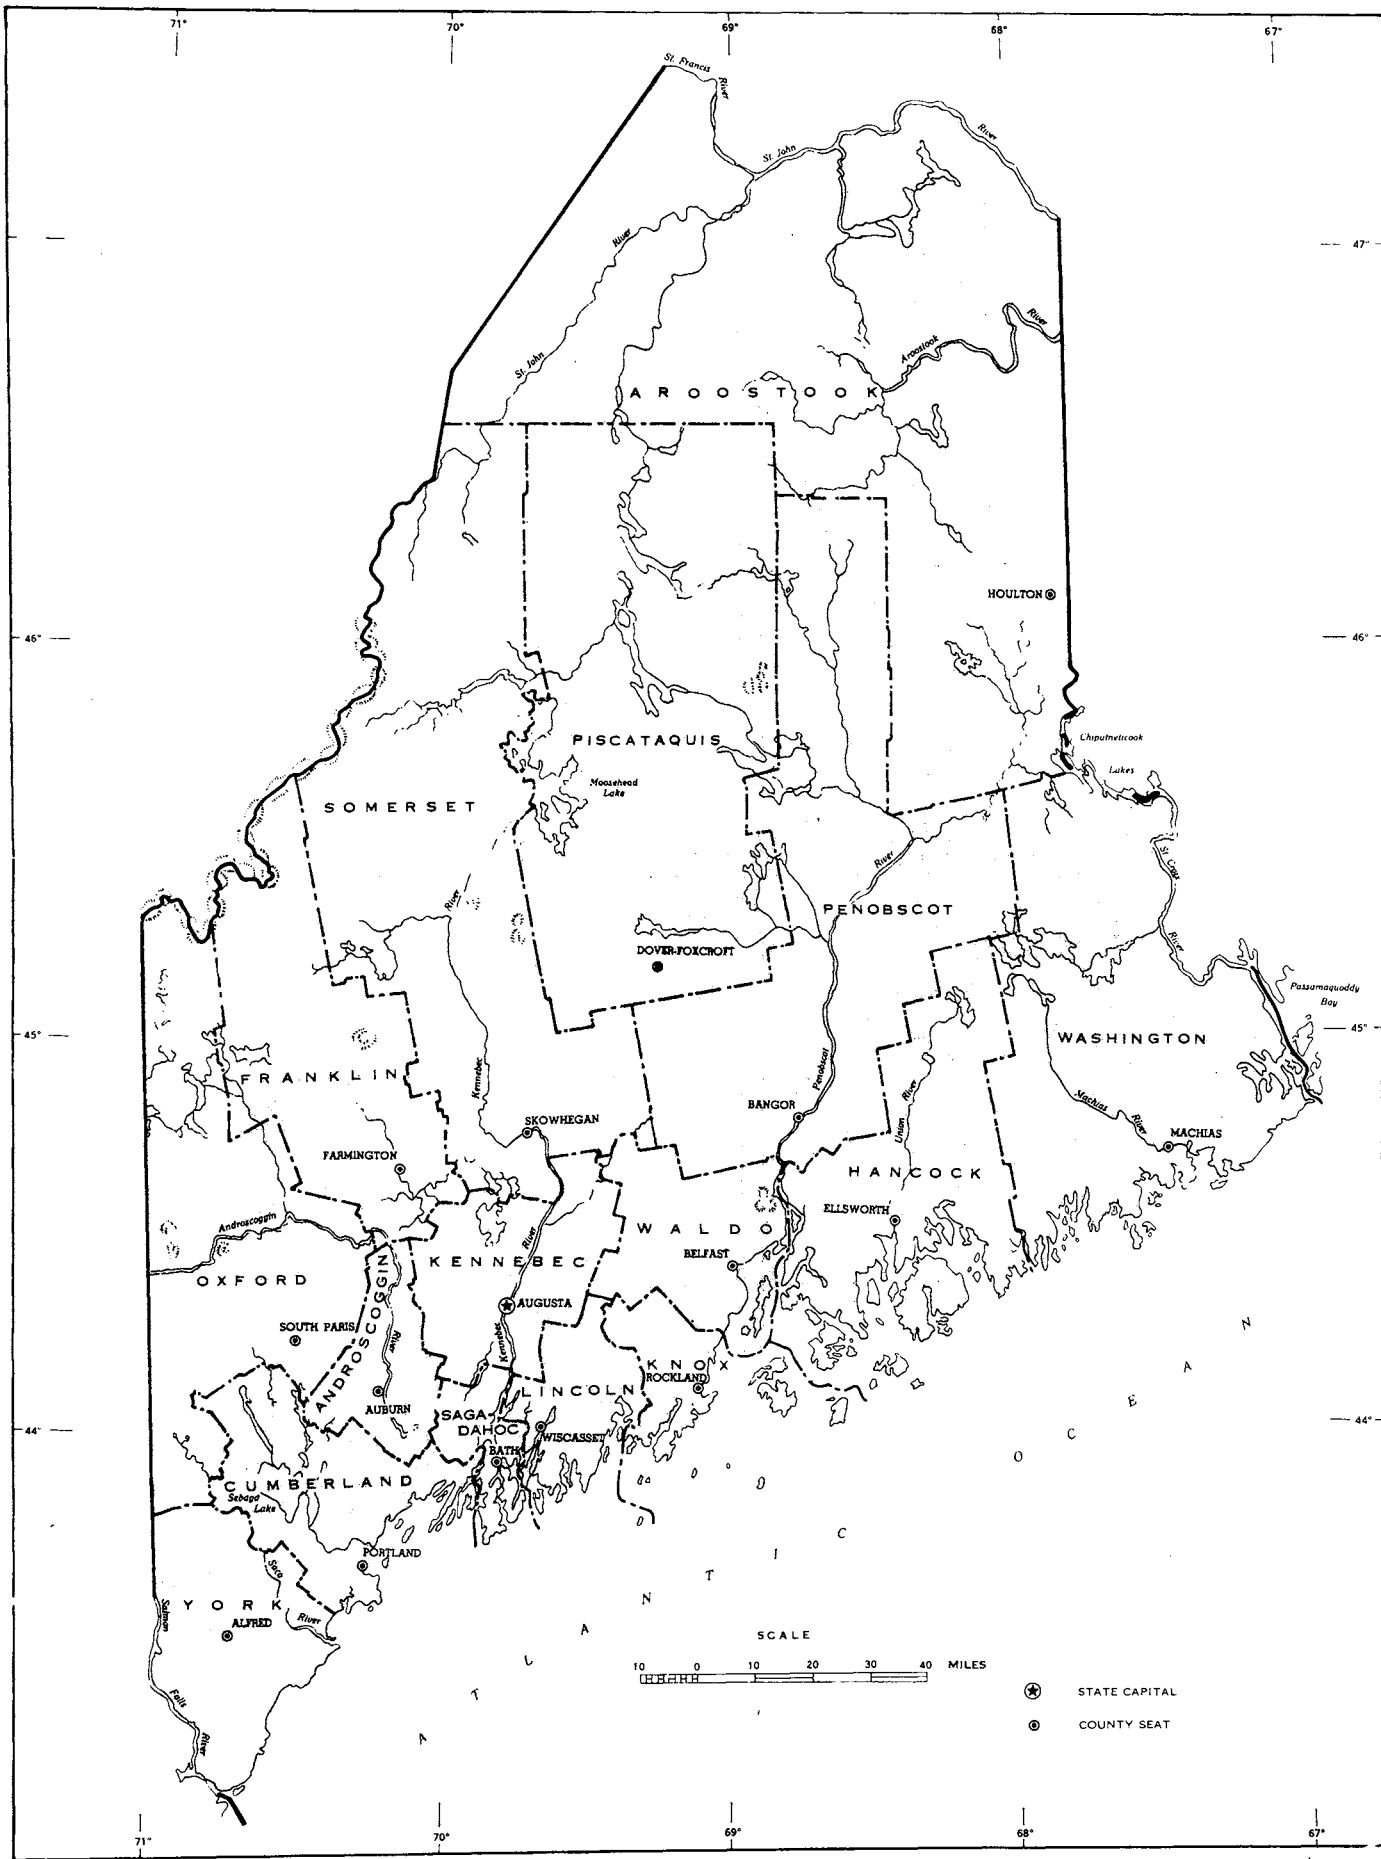 71°
70°
69°
68°
67°
St. Francis
River
St. John
River
47°
River
St. John
Aroostook
River
AROOSTOOK
HOULTON
46°
46°
PISCATAQUIS
Chiputneticook
Lakes
Moosehead
Lake
SOMERSET
River
St. Croix
River
River
PENOBSCOT
DOVER-FOXCROFT
Passamaquoddy
Bay
45°
45°
WASHINGTON
FRANKLIN
Kennebec
Penobscot
Union
River
Machias
River
BANGOR
SKOWHEGAN
MACHIAS
FARMINGTON
HANCOCK
ELLSWORTH
Androscoggin
WALDO
River
KENNEBEC
BELFAST
OXFORD
AUGUSTA
SOUTH PARIS
ANDROSCOGGIN
River
Kennebec
KNOX
ROCKLAND
LINCOLN
AUBURN
SAGA-
DAHOC
WISCASSET
44°
44°
BATH
CUMBERLAND
Sebago
Lake
PORTLAND
Saco
River
YORK
ALFRED
Salmon
Falls
River
ATLANTIC OCEAN
SCALE
10 0 10 20 30 40 MILES
STATE CAPITAL
COUNTY SEAT
71°
70°
69°
68°
67°